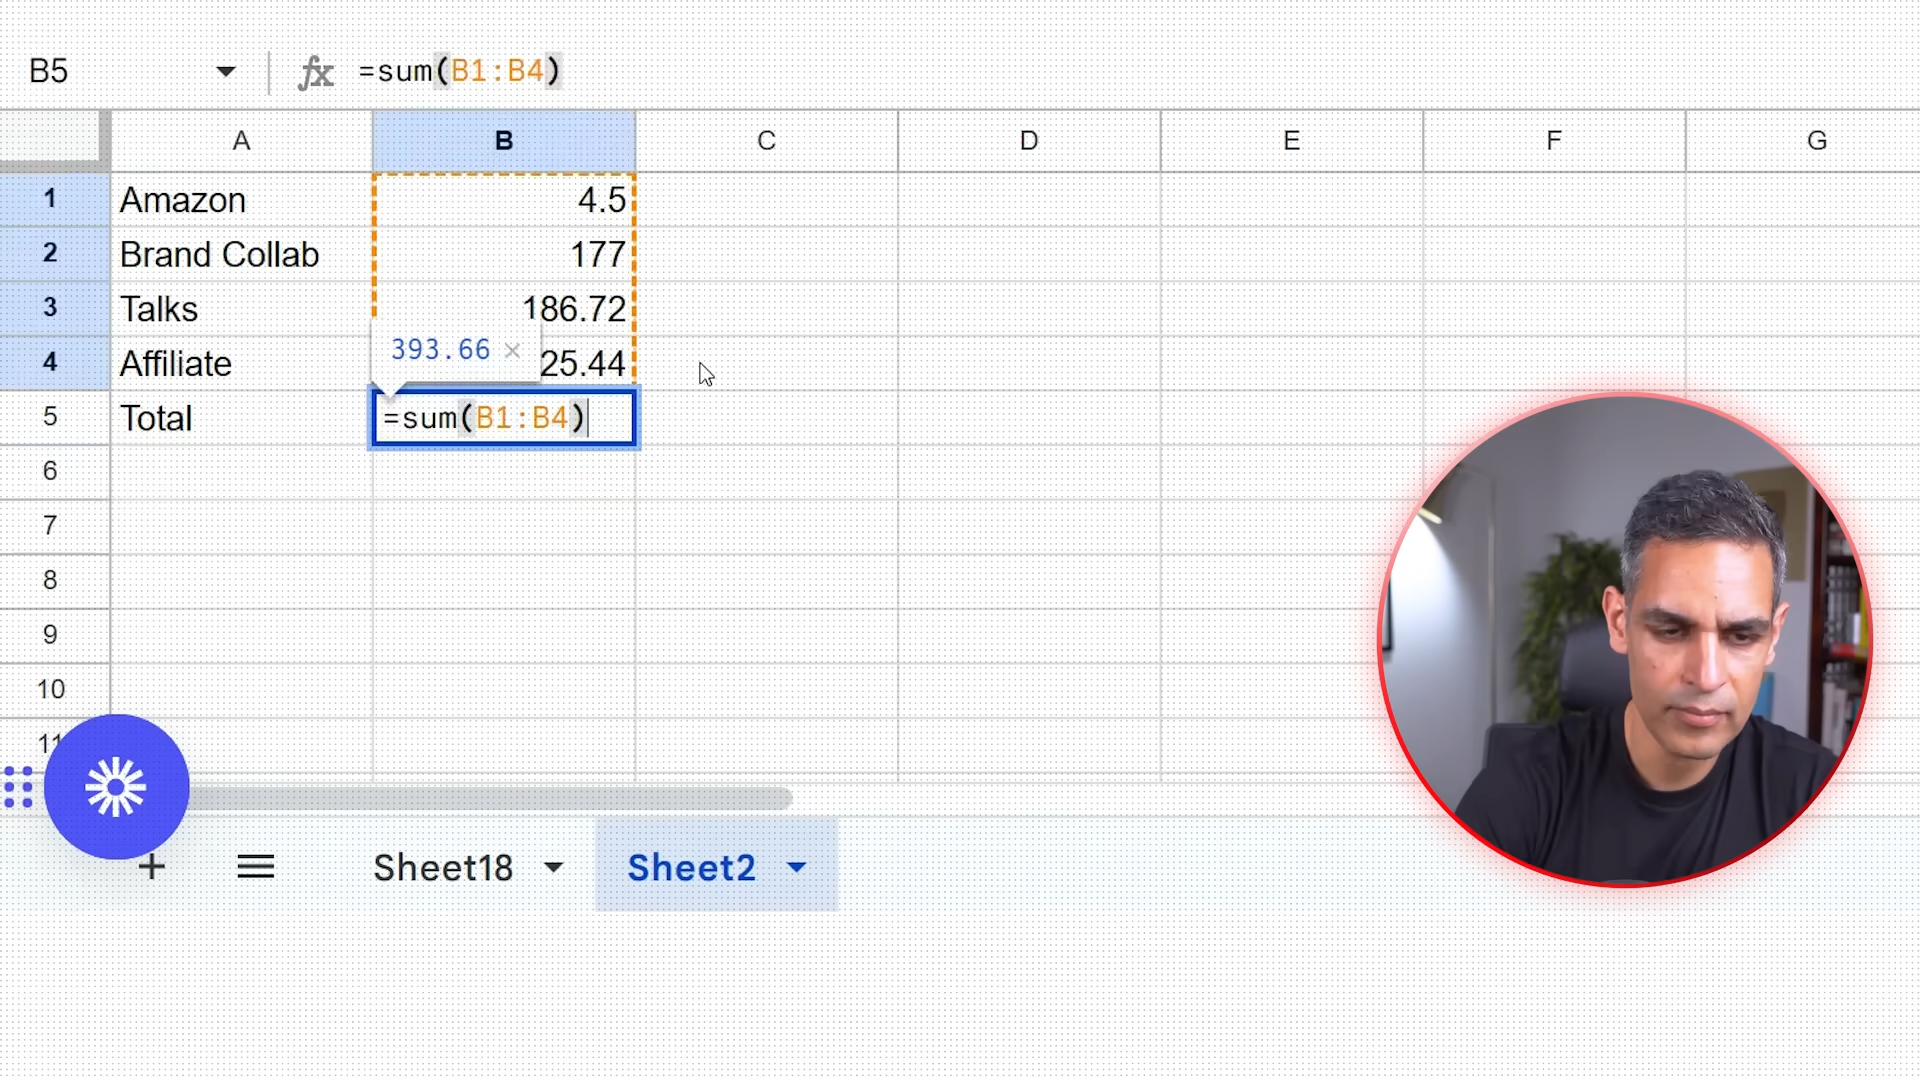 B5 fx =sum(B1:B4)
A B C D E F G
1 Amazon 4.5
2 Brand Collab 177
3 Talks 186.72
393.66 ×
4 Affiliate 25.44
5 Total =sum(B1:B4)
6
7
8
9
10
11
+ Sheet18 Sheet2